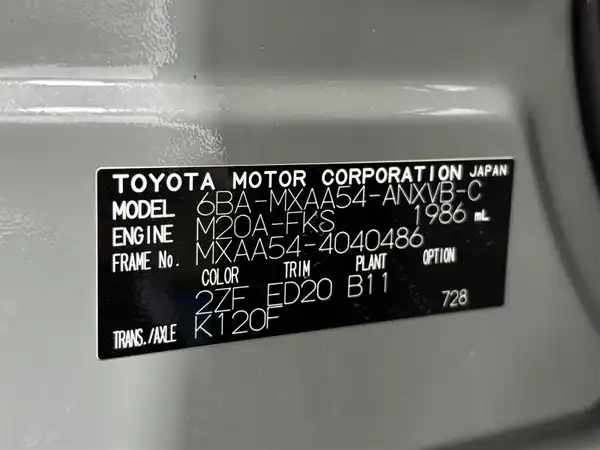 TOYOTA MOTOR CORPORATION JAPAN
MODEL 6BA-MXAA54-ANXVB-C
ENGINE M20A-FKS 1986 mL
FRAME No. MXAA54-4040486
COLOR TRIM PLANT OPTION
2ZF ED20 B11 728
TRANS./AXLE K120F